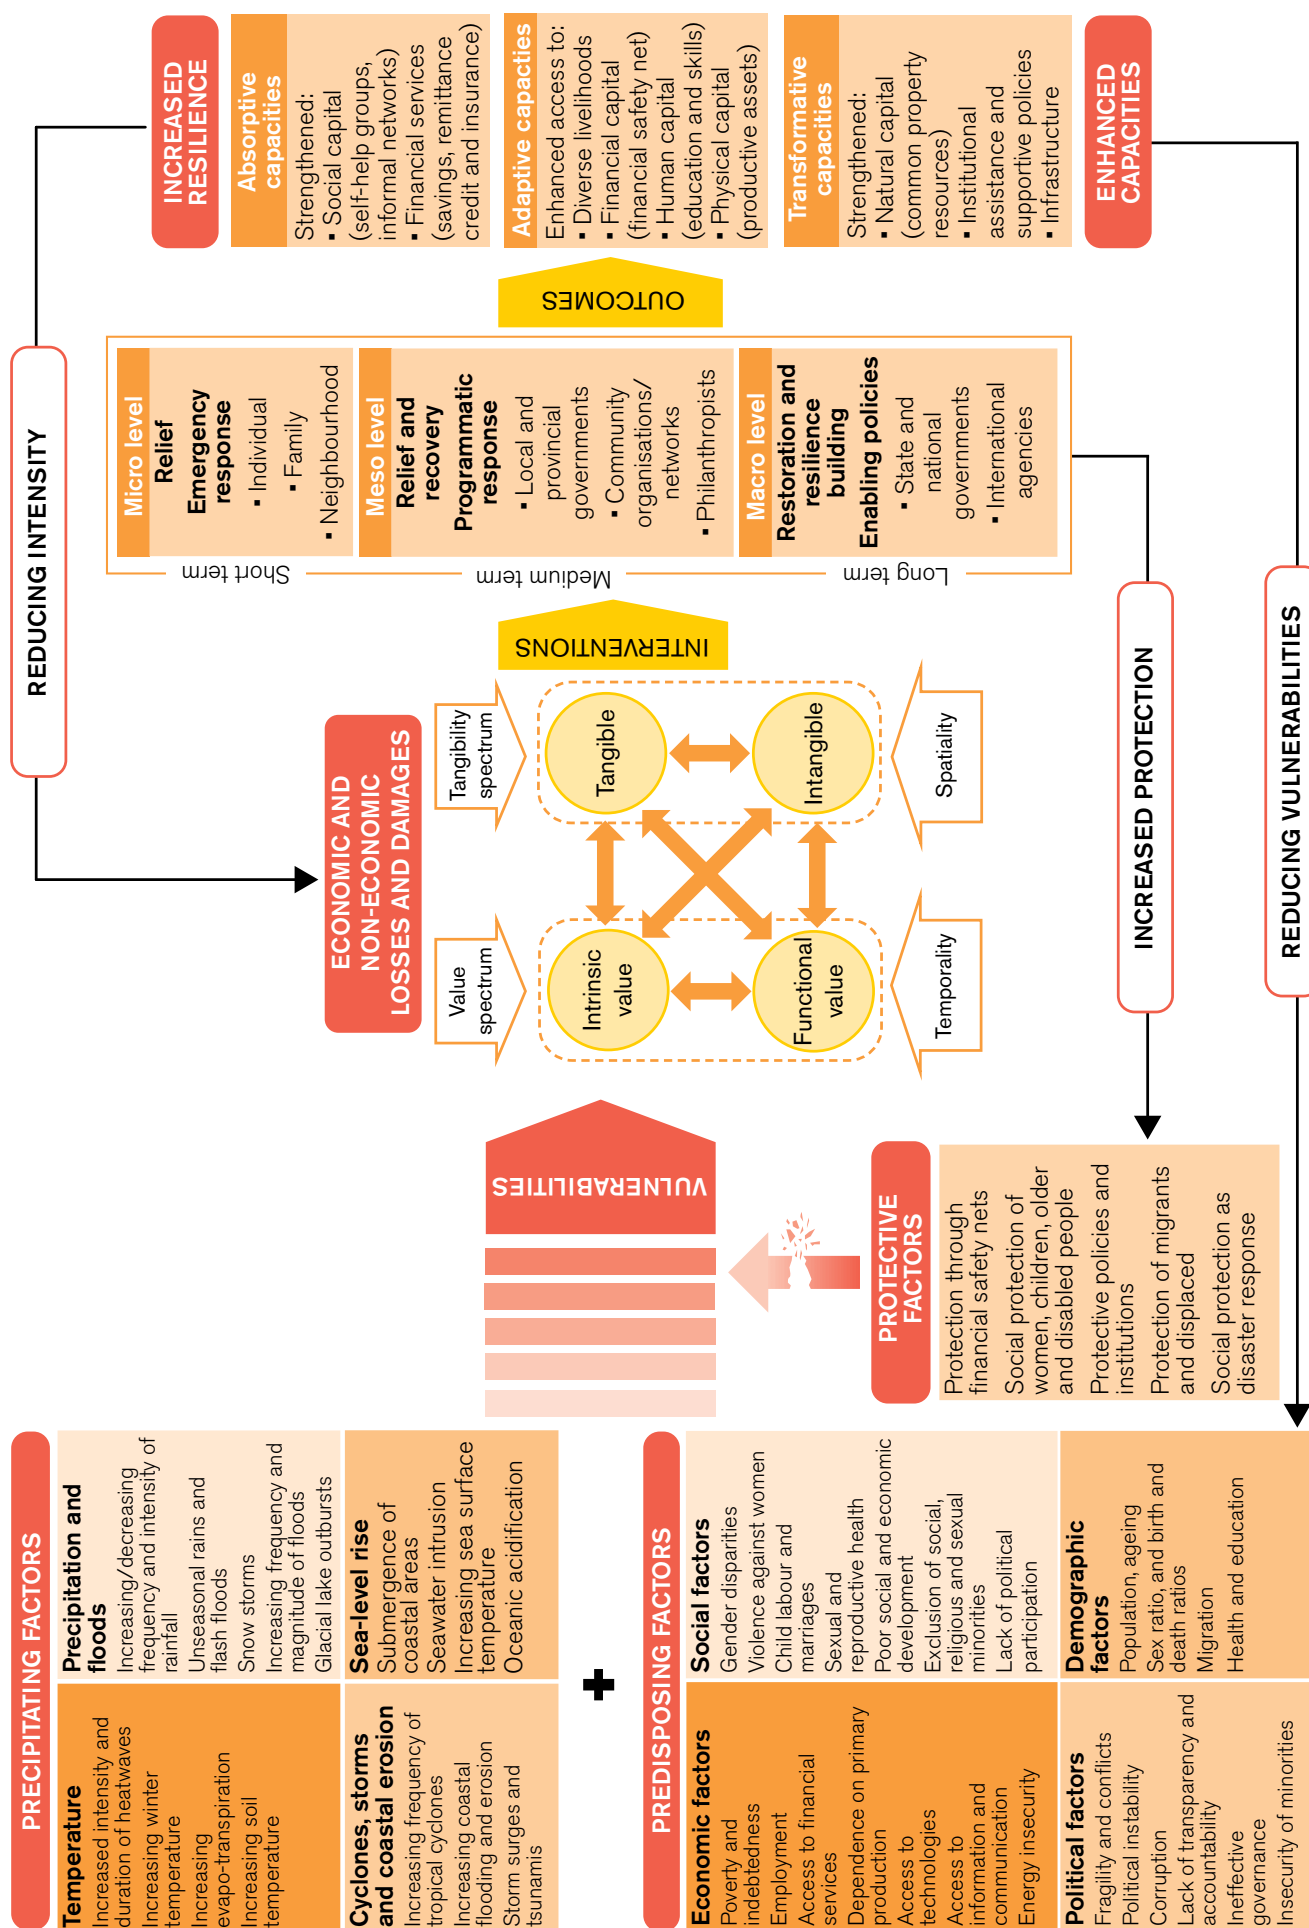 PRECIPITATING FACTORS
Temperature
Increased intensity and
duration of heatwaves
Increasing winter
temperature
Increasing
evapo-transpiration
Increasing soil
temperature
Precipitation and
floods
Increasing/decreasing
frequency and intensity of
rainfall
Unseasonal rains and
flash floods
Snow storms
Increasing frequency and
magnitude of floods
Glacial lake outbursts
Cyclones, storms
and coastal erosion
Increasing frequency of
tropical cyclones
Increasing coastal
flooding and erosion
Storm surges and
tsunamis
Sea-level rise
Submergence of
coastal areas
Seawater intrusion
Increasing sea surface
temperature
Oceanic acidification
+
PREDISPOSING FACTORS
Economic factors
Poverty and
indebtedness
Employment
Access to financial
services
Dependence on primary
production
Access to
technologies
Access to
information and
communication
Energy insecurity
Social factors
Gender disparities
Violence against women
Child labour and
marriages
Sexual and
reproductive health
Poor social and economic
development
Exclusion of social,
religious and sexual
minorities
Lack of political
participation
Political factors
Fragility and conflicts
Political instability
Corruption
Lack of transparency and
accountability
Ineffective
governance
Insecurity of minorities
Demographic
factors
Population, ageing
Sex ratio, and birth and
death ratios
Migration
Health and education
VULNERABILITIES
PROTECTIVE
FACTORS
Protection through
financial safety nets
Social protection of
women, children, older
and disabled people
Protective policies and
institutions
Protection of migrants
and displaced
Social protection as
disaster response
REDUCING INTENSITY
ECONOMIC AND
NON-ECONOMIC
LOSSES AND DAMAGES
Value
spectrum
Tangibility
spectrum
Intrinsic
value
Tangible
Functional
value
Intangible
Temporality
Spatiality
INCREASED PROTECTION
REDUCING VULNERABILITIES
INTERVENTIONS
Short term
Medium term
Long term
Micro level
Relief
Emergency
response
▪ Individual
▪ Family
▪ Neighbourhood
Meso level
Relief and
recovery
Programmatic
response
▪ Local and
provincial
governments
▪ Community
organisations/
networks
▪ Philanthropists
Macro level
Restoration and
resilience
building
Enabling policies
▪ State and
national
governments
▪ International
agencies
OUTCOMES
INCREASED
RESILIENCE
Absorptive
capacities
Strengthened:
▪ Social capital
(self-help groups,
informal networks)
▪ Financial services
(savings, remittance
credit and insurance)
Adaptive capacties
Enhanced access to:
▪ Diverse livelihoods
▪ Financial capital
(financial safety net)
▪ Human capital
(education and skills)
▪ Physical capital
(productive assets)
Transformative
capacities
Strengthened:
▪ Natural capital
(common property
resources)
▪ Institutional
assistance and
supportive policies
▪ Infrastructure
ENHANCED
CAPACITIES